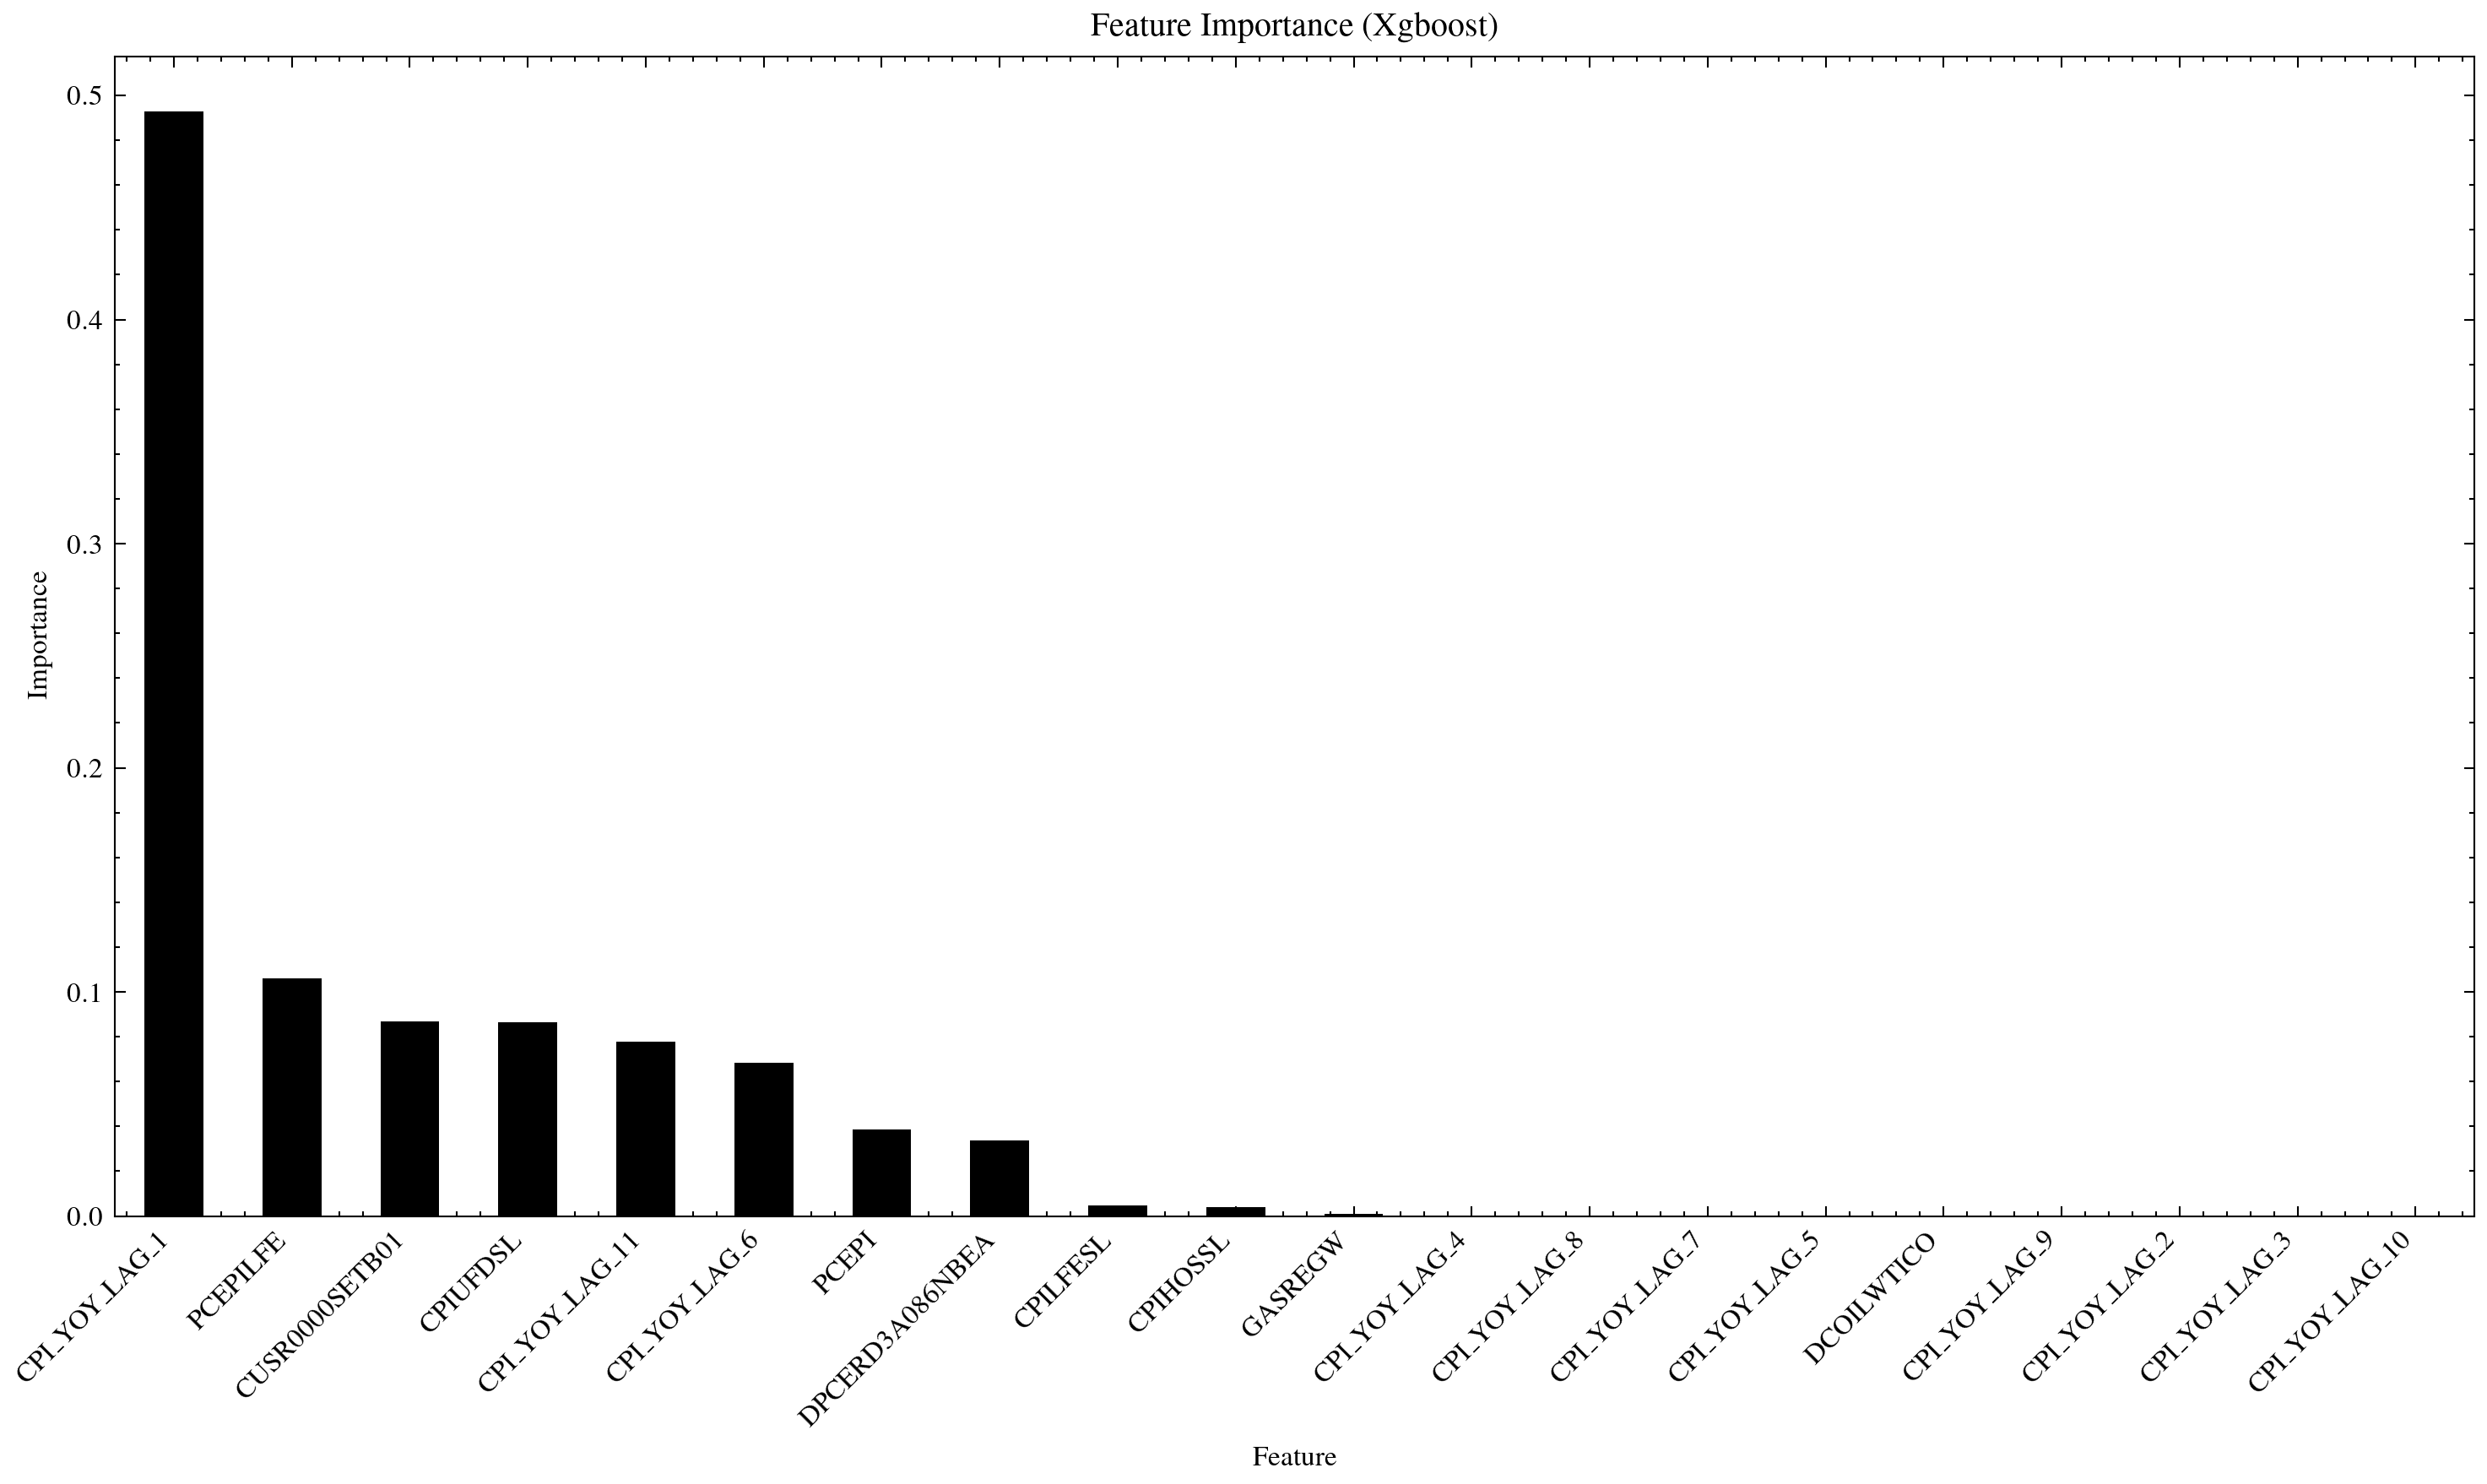 Feature Importance (Xgboost)
0.5
0.4
0.3
0.2
0.1
0.0
Importance
CPI_YOY_LAG_1
PCEPILFE
CUSR0000SETB01
CPIUFDSL
CPI_YOY_LAG_11
CPI_YOY_LAG_6
PCEPI
DPCERD3A086NBEA
CPILFESL
CPIHOSSL
GASREGW
CPI_YOY_LAG_4
CPI_YOY_LAG_8
CPI_YOY_LAG_7
CPI_YOY_LAG_5
DCOILWTICO
CPI_YOY_LAG_9
CPI_YOY_LAG_2
CPI_YOY_LAG_3
CPI_YOY_LAG_10
Feature